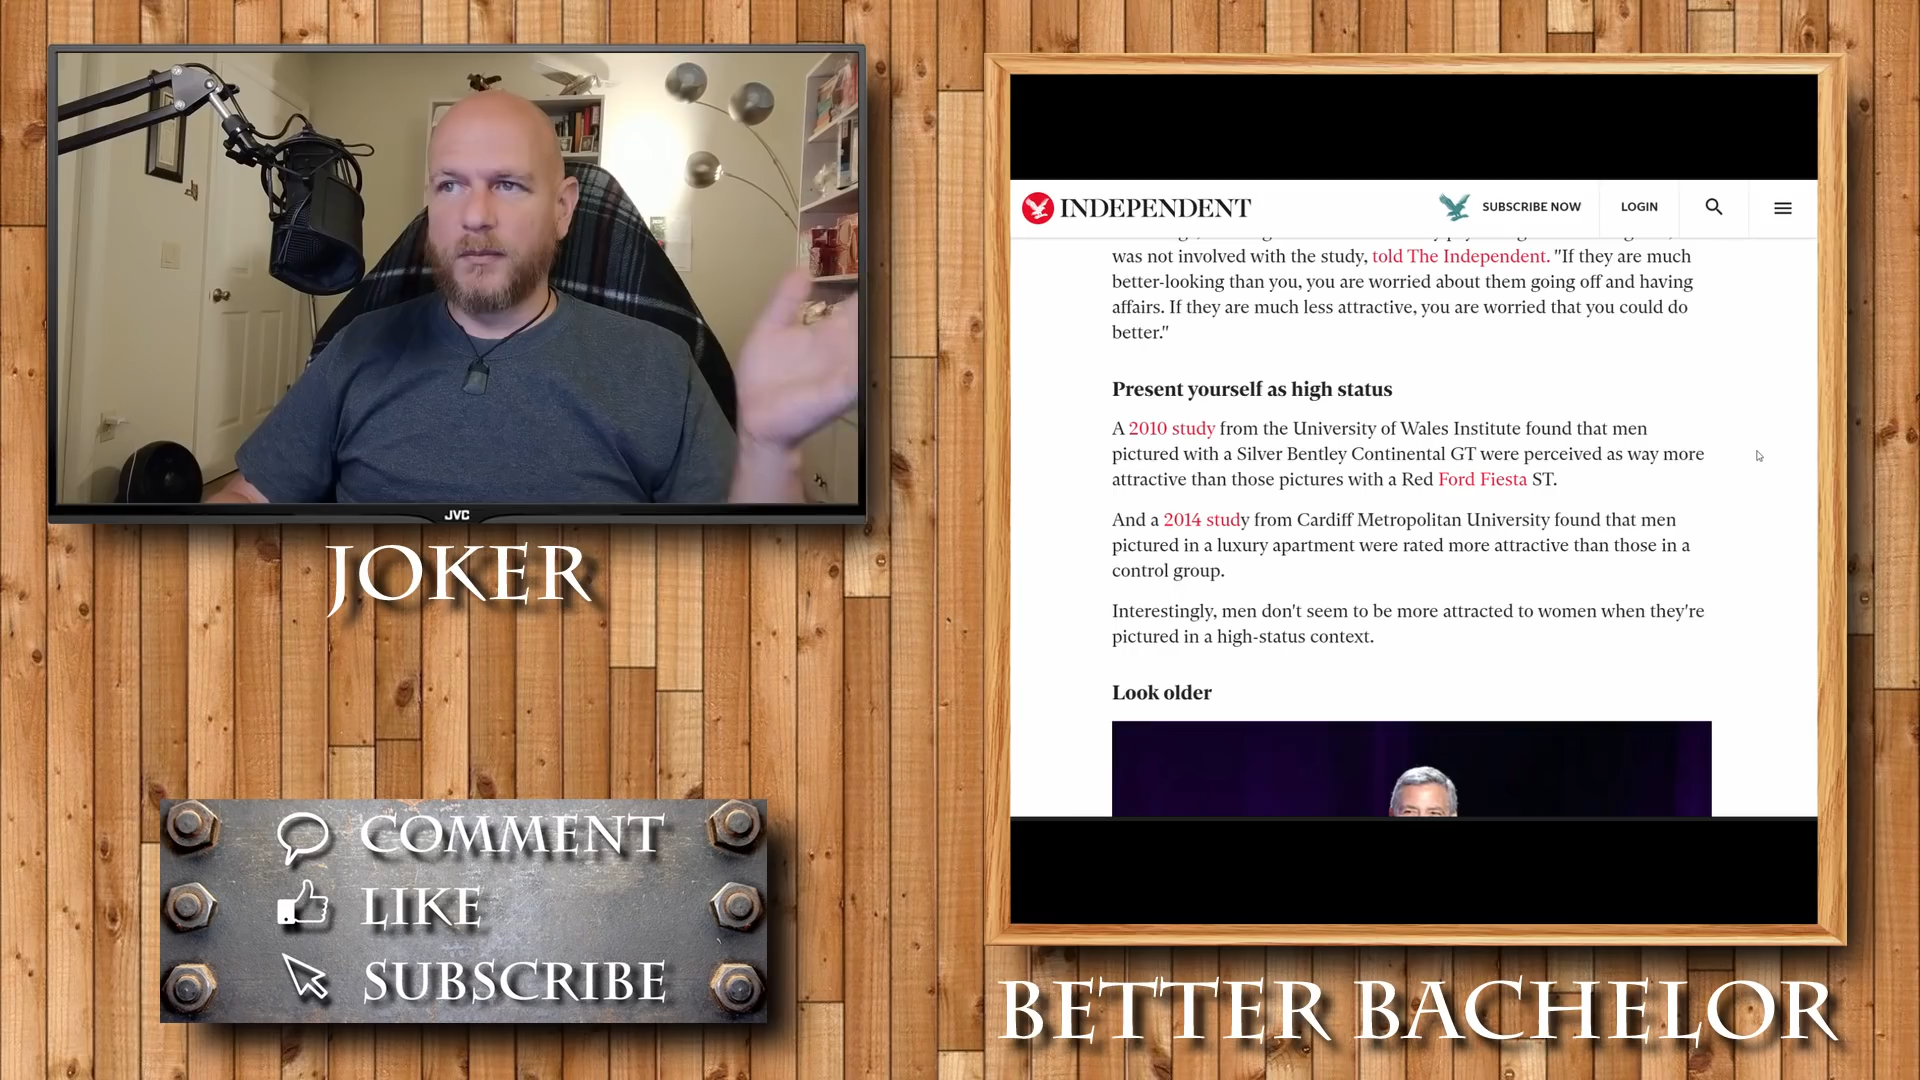 JVC
JOKER
COMMENT
LIKE
SUBSCRIBE
INDEPENDENT
SUBSCRIBE NOW
LOGIN
was not involved with the study, told The Independent. "If they are much
better-looking than you, you are worried about them going off and having
affairs. If they are much less attractive, you are worried that you could do
better."
Present yourself as high status
A 2010 study from the University of Wales Institute found that men
pictured with a Silver Bentley Continental GT were perceived as way more
attractive than those pictures with a Red Ford Fiesta ST.
And a 2014 study from Cardiff Metropolitan University found that men
pictured in a luxury apartment were rated more attractive than those in a
control group.
Interestingly, men don't seem to be more attracted to women when they're
pictured in a high-status context.
Look older
BETTER BACHELOR